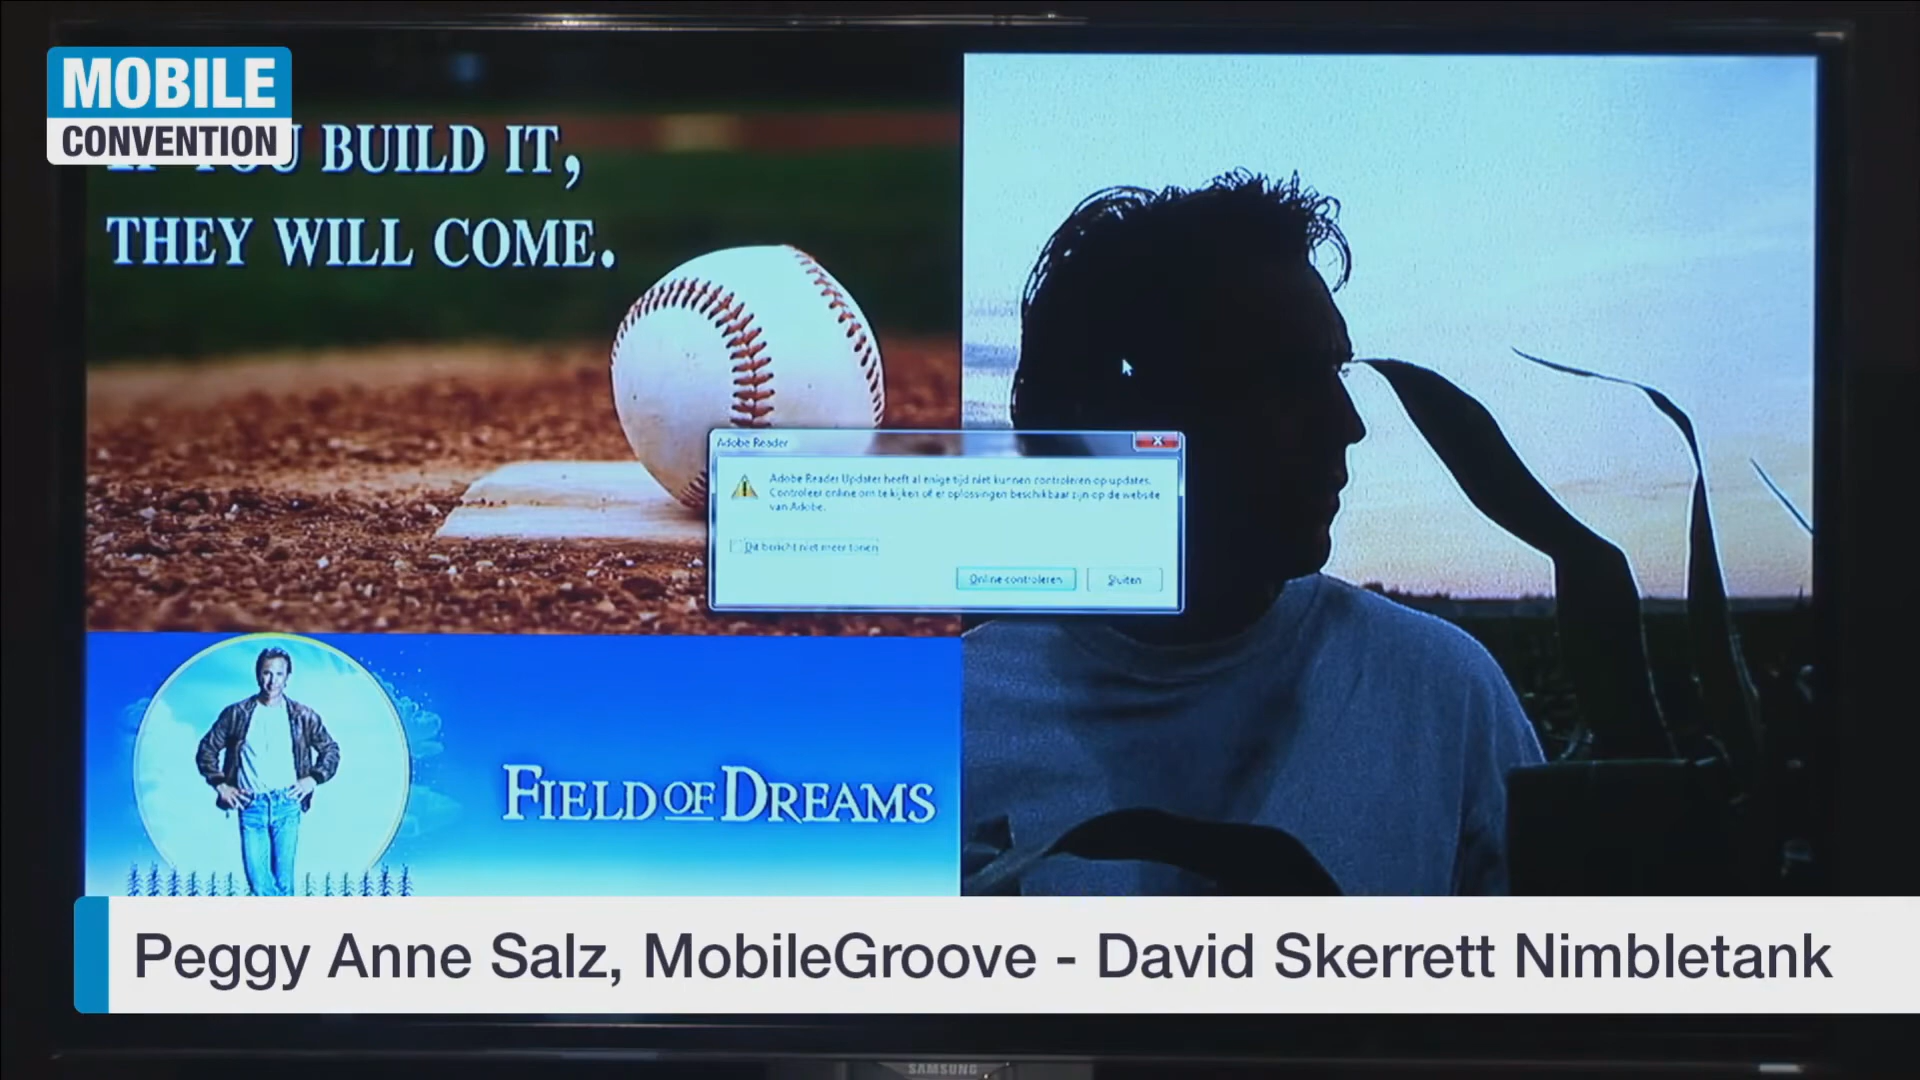 MOBILE
CONVENTION
IF YOU BUILD IT,
THEY WILL COME.
Adobe Reader
Adobe Reader Updater heeft al enige tijd niet kunnen controleren op updates.
Controleer online om te kijken of er oplossingen beschikbaar zijn op de website
van Adobe.
Dit bericht niet meer tonen
Online controleren
Sluiten
FIELD OF DREAMS
Peggy Anne Salz, MobileGroove - David Skerrett Nimbletank
SAMSUNG